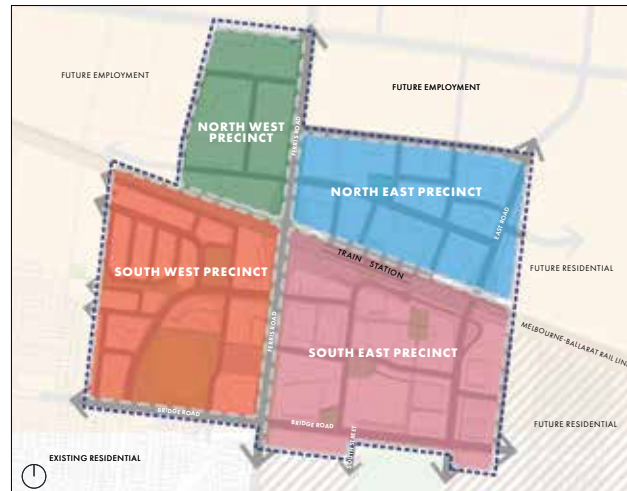 FUTURE EMPLOYMENT
FUTURE EMPLOYMENT
NORTH WEST
PRECINCT
FERRIS ROAD
NORTH EAST PRECINCT
EAST ROAD
TRAIN STATION
SOUTH WEST PRECINCT
FUTURE RESIDENTIAL
MELBOURNE-BALLARAT RAIL LINE
FERRIS ROAD
SOUTH EAST PRECINCT
BRIDGE ROAD
BRIDGE ROAD
FUTURE RESIDENTIAL
EXISTING RESIDENTIAL